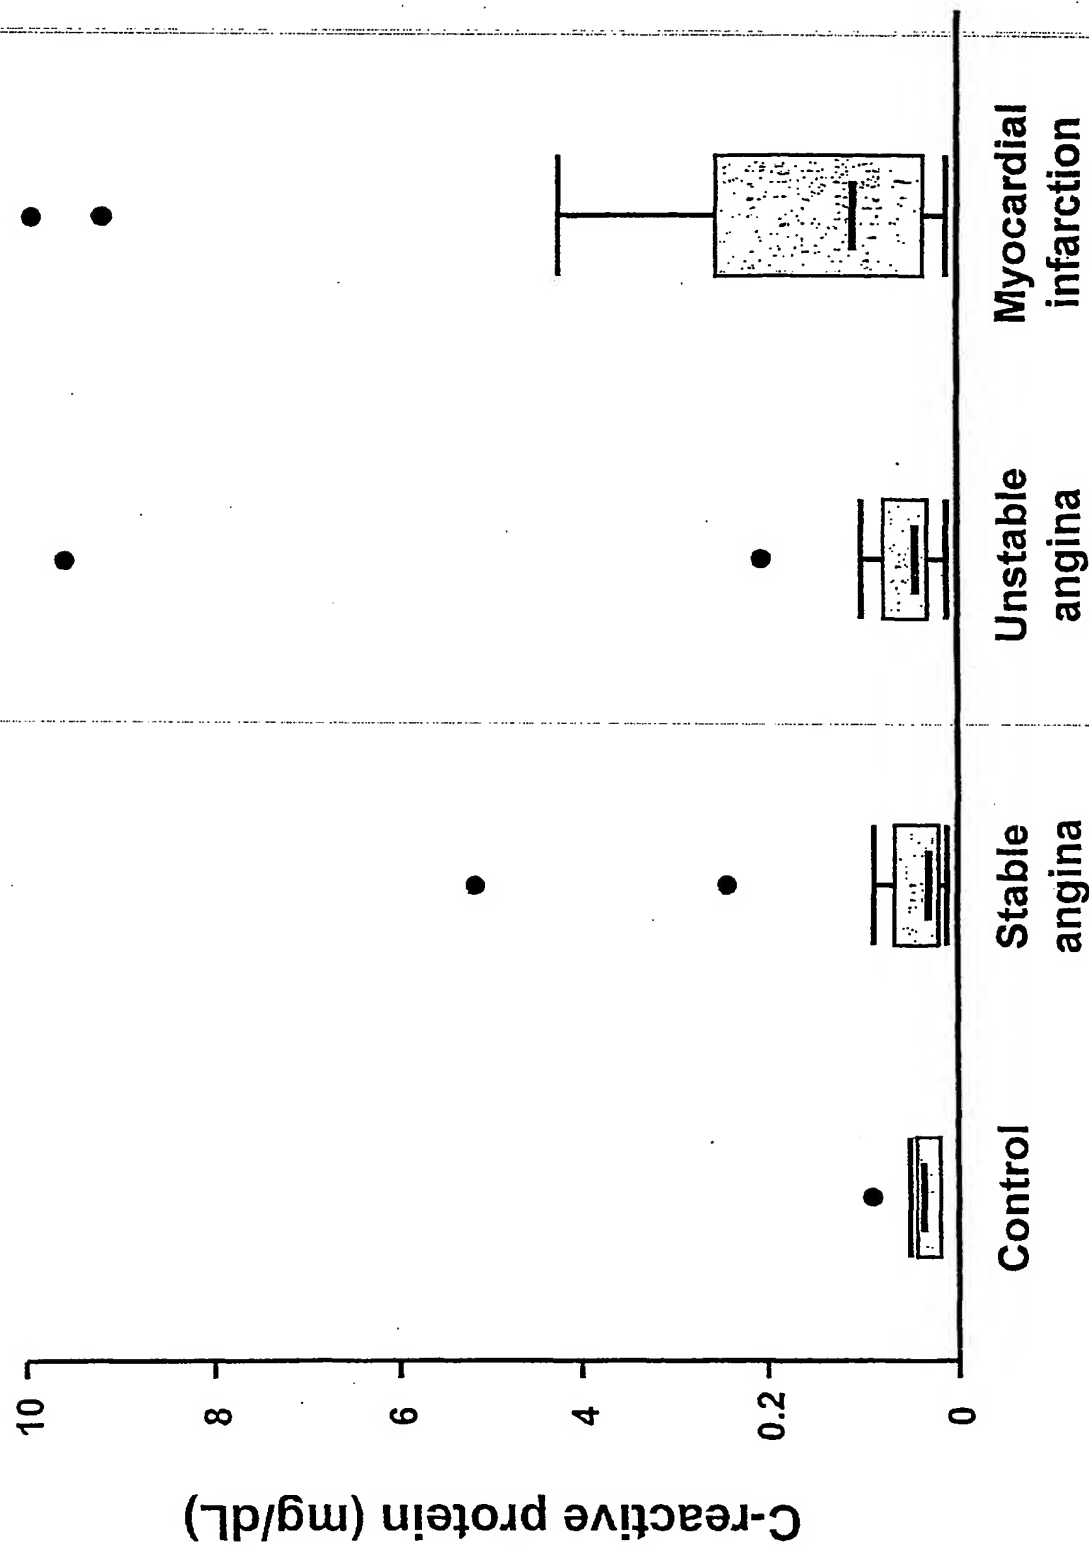 C-reactive protein (mg/dL)
10
8
6
4
0.2
0
Control
Stable
angina
Unstable
angina
Myocardial
infarction